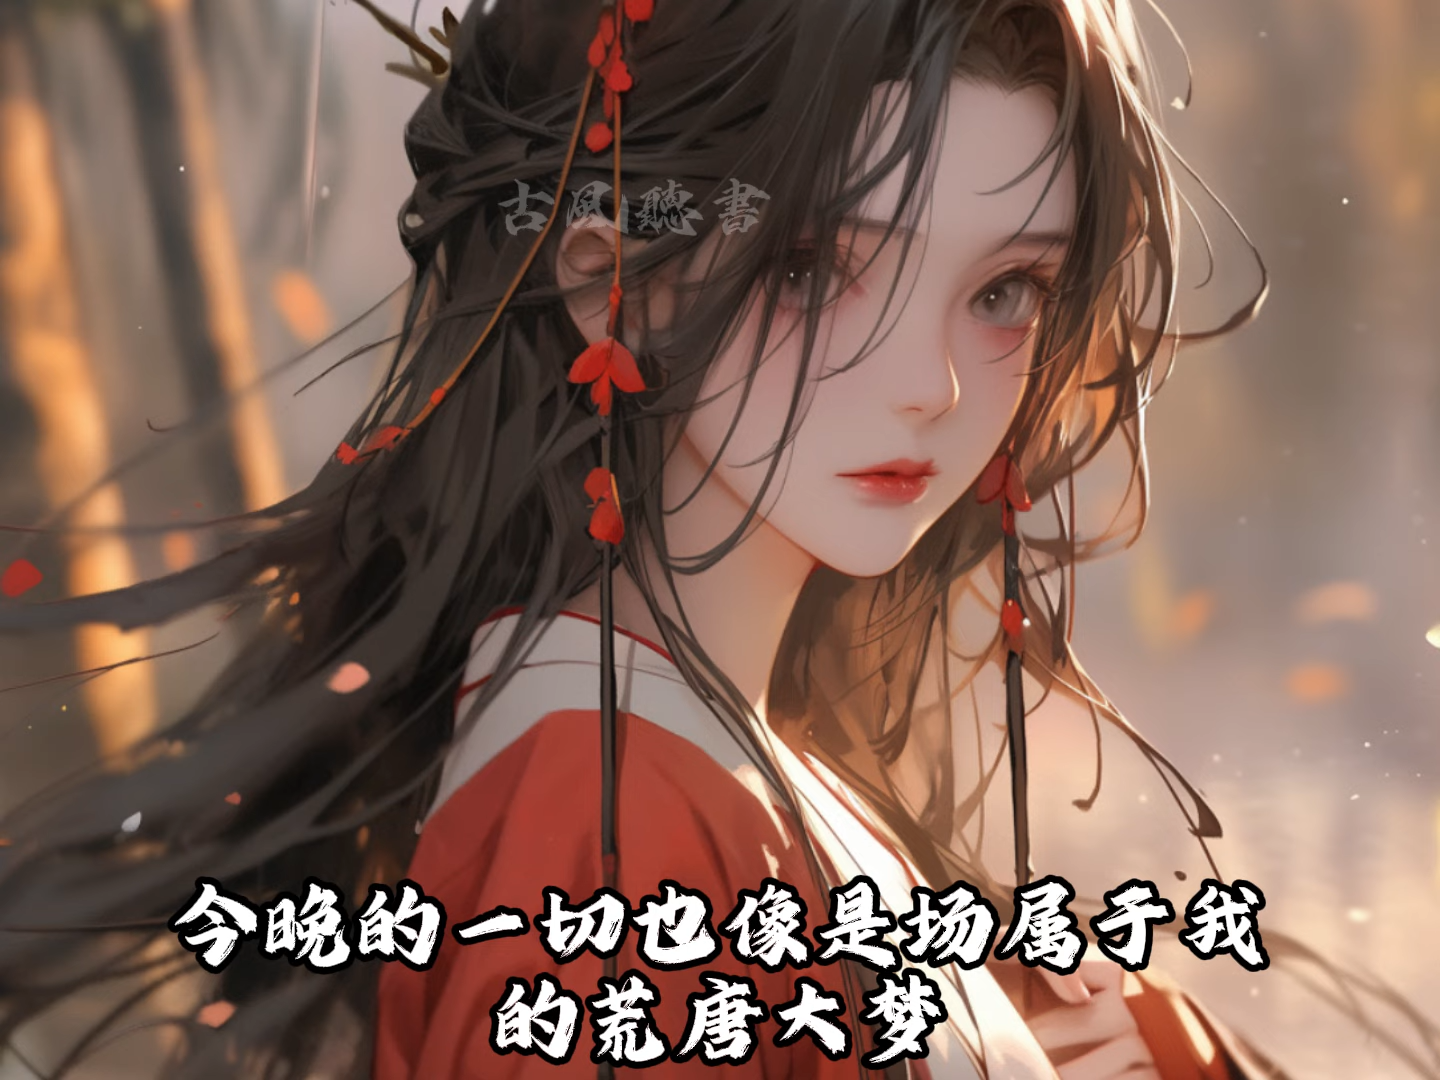 古風聽書
今晚的一切也像是场属于我
的荒唐大梦